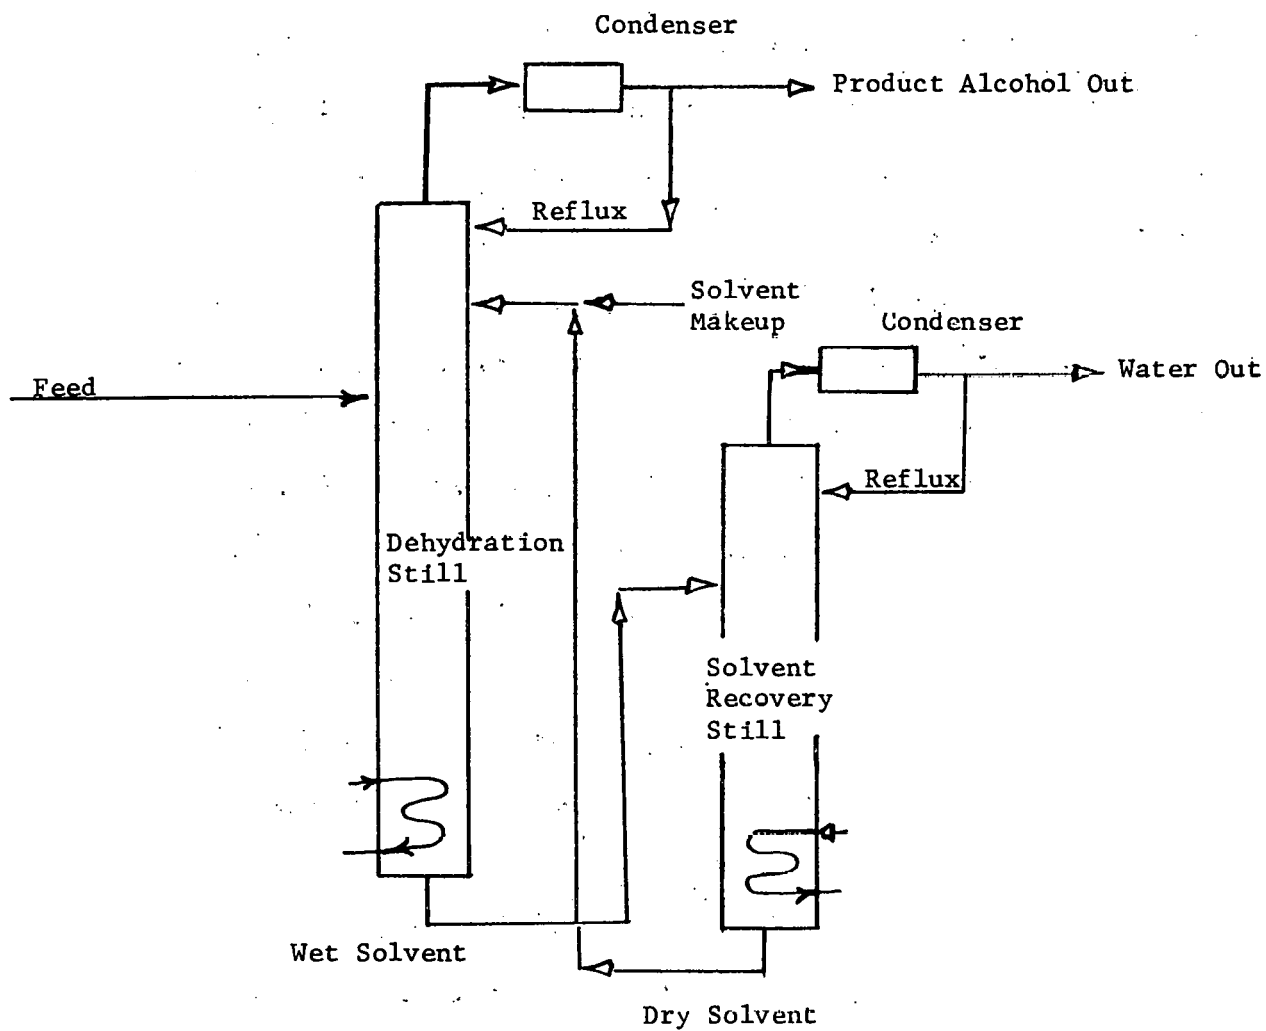 Condenser
Product Alcohol Out
Reflux
Solvent
Makeup
Condenser
Feed
Water Out
Reflux
Dehydration
Still
Solvent
Recovery
Still
Wet Solvent
Dry Solvent